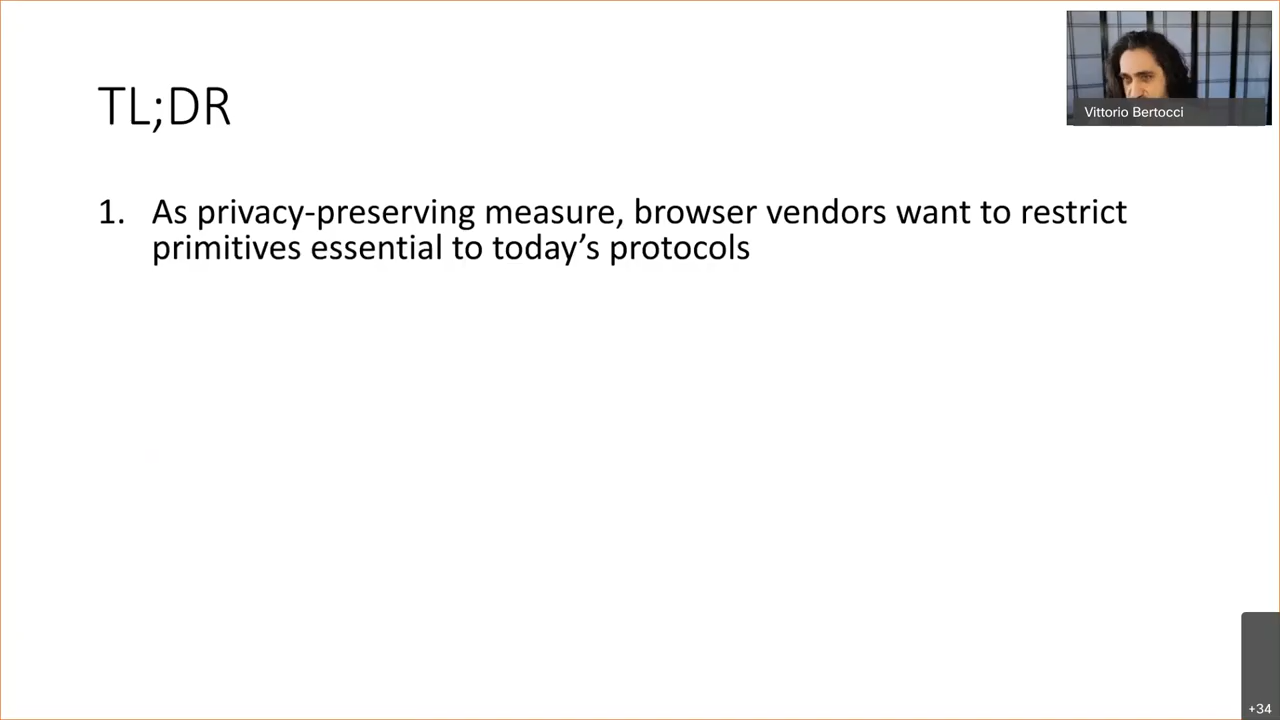 TL;DR
Vittorio Bertocci
1. As privacy-preserving measure, browser vendors want to restrict
primitives essential to today’s protocols
+34